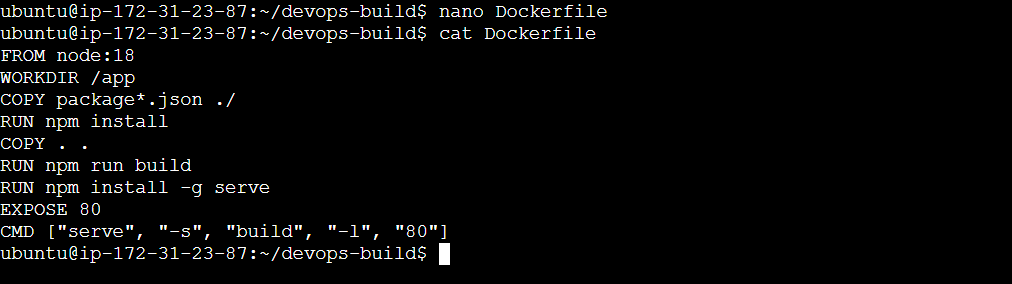 ubuntu@ip-172-31-23-87:~/devops-build$ nano Dockerfile
ubuntu@ip-172-31-23-87:~/devops-build$ cat Dockerfile
FROM node:18
WORKDIR /app
COPY package*.json ./
RUN npm install
COPY . .
RUN npm run build
RUN npm install -g serve
EXPOSE 80
CMD ["serve", "-s", "build", "-l", "80"]
ubuntu@ip-172-31-23-87:~/devops-build$